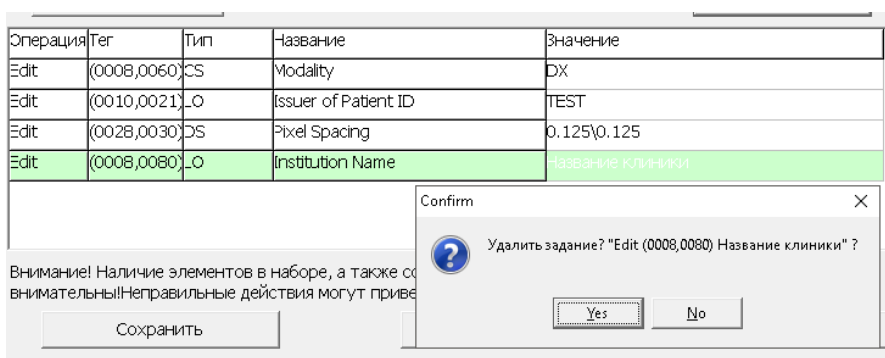 Операция Тег Тип Название Значение
Edit (0008,0060) CS Modality DX
Edit (0010,0021) LO Issuer of Patient ID TEST
Edit (0028,0030) DS Pixel Spacing 0.125\0.125
Edit (0008,0080) LO Institution Name Название клиники
Confirm
Удалить задание? "Edit (0008,0080) Название клиники" ?
Yes No
Внимание! Наличие элементов в наборе, а также
внимательны!Неправильные действия могут
Сохранить